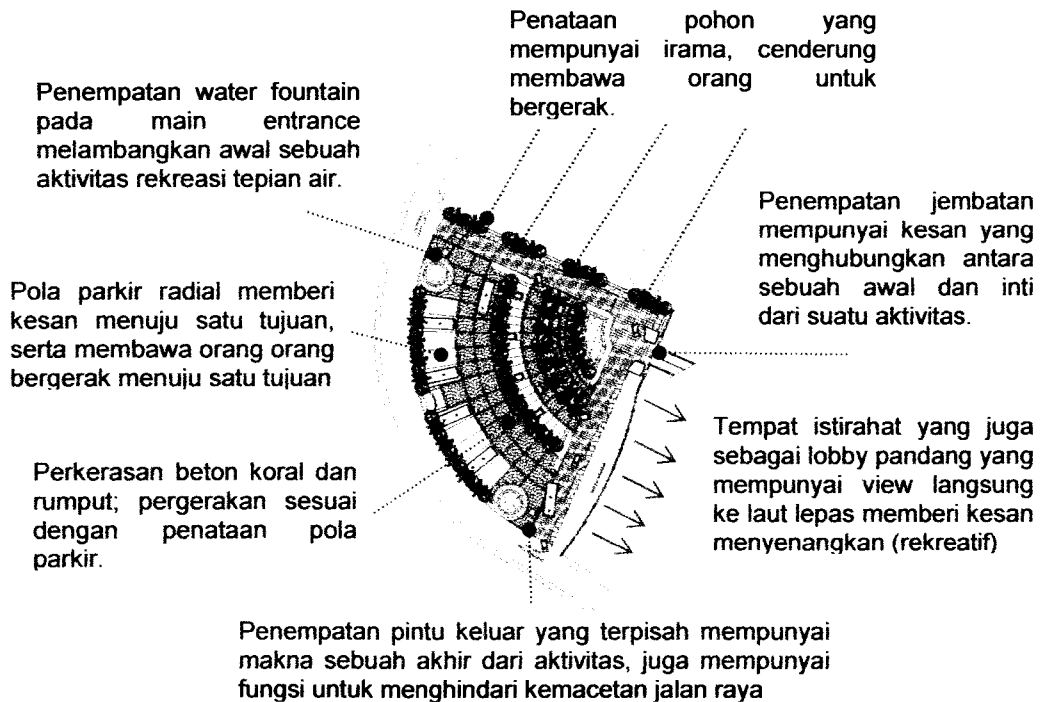 Penataan pohon yang
mempunyai irama, cenderung
membawa orang untuk
bergerak.
Penempatan water fountain
pada main entrance
melambangkan awal sebuah
aktivitas rekreasi tepian air.
Penempatan jembatan
mempunyai kesan yang
menghubungkan antara
sebuah awal dan inti
dari suatu aktivitas.
Pola parkir radial memberi
kesan menuju satu tujuan,
serta membawa orang orang
bergerak menuju satu tujuan
Tempat istirahat yang juga
sebagai lobby pandang yang
mempunyai view langsung
ke laut lepas memberi kesan
menyenangkan (rekreatif)
Perkerasan beton koral dan
rumput; pergerakan sesuai
dengan penataan pola
parkir.
Penempatan pintu keluar yang terpisah mempunyai
makna sebuah akhir dari aktivitas, juga mempunyai
fungsi untuk menghindari kemacetan jalan raya